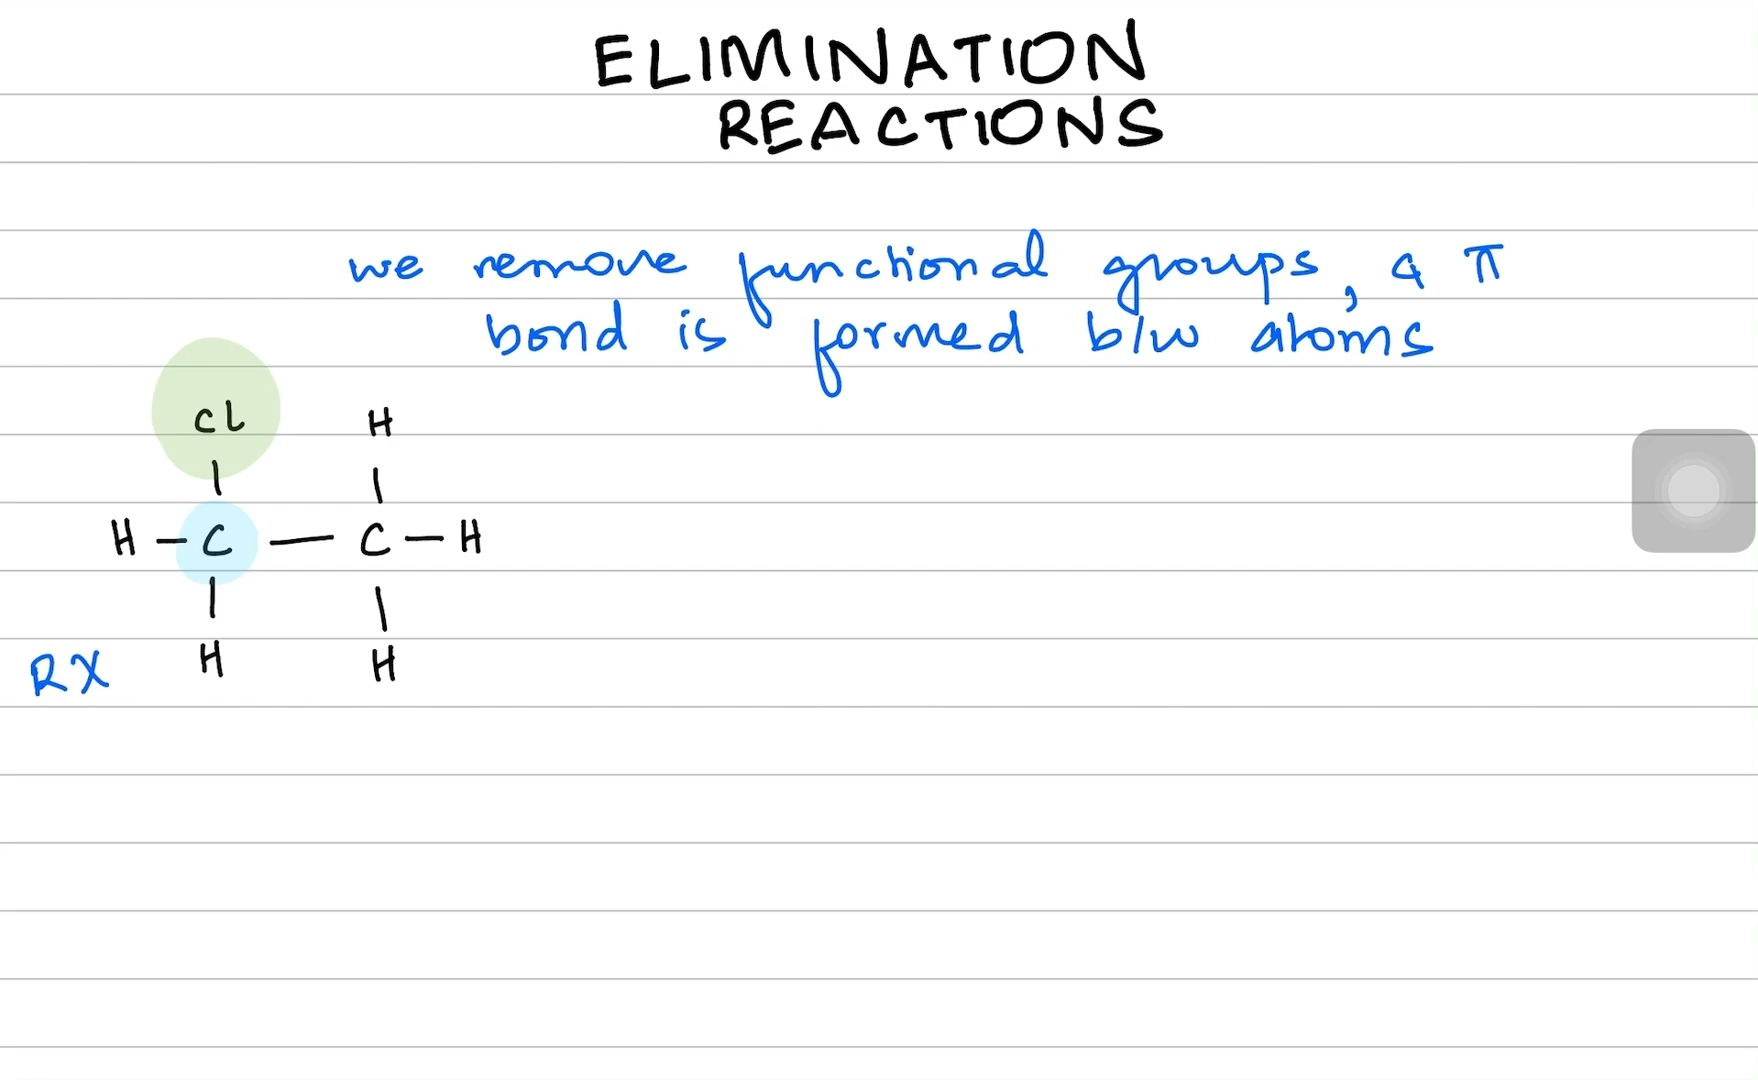 ELIMINATION
REACTIONS
we remove functional groups, & π
bond is formed b/w atoms
Cl H
| |
H - C — C - H
| |
H H
RX